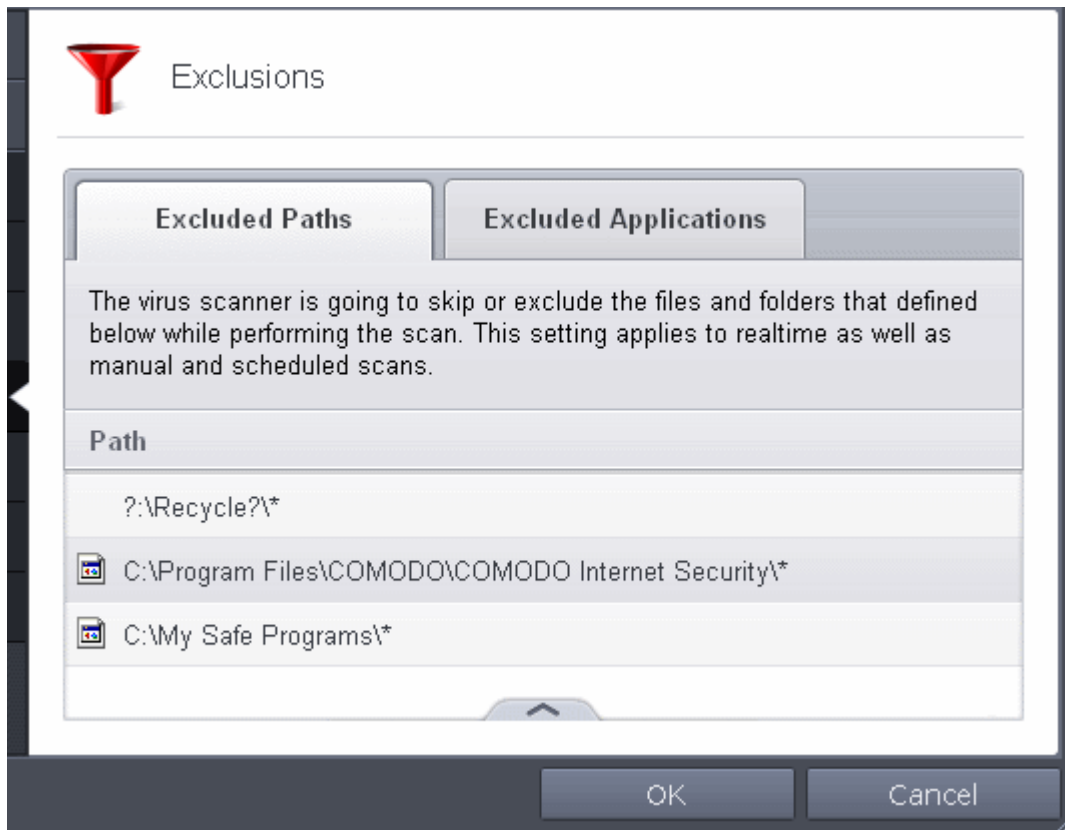 Exclusions
Excluded Paths
Excluded Applications
The virus scanner is going to skip or exclude the files and folders that defined
below while performing the scan. This setting applies to realtime as well as
manual and scheduled scans.
Path
?:\Recycle?\*
C:\Program Files\COMODO\COMODO Internet Security\*
C:\My Safe Programs\*
OK
Cancel